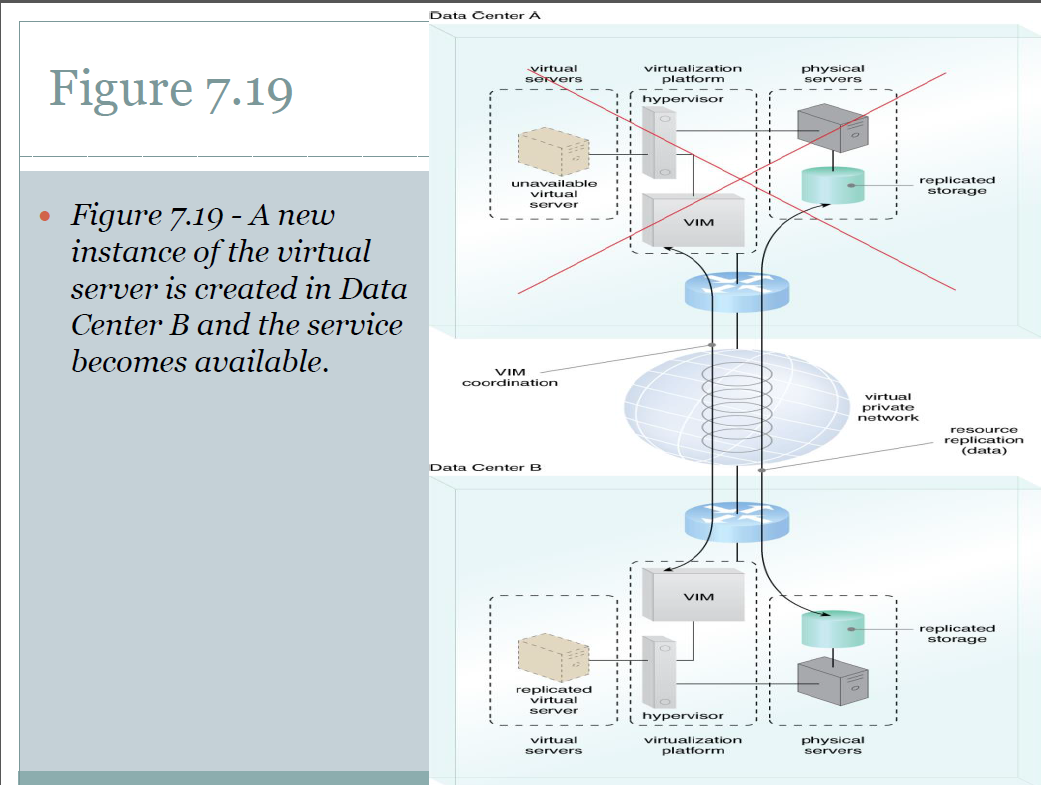 Figure 7.19
• Figure 7.19 - A new
instance of the virtual
server is created in Data
Center B and the service
becomes available.
Data Center A
virtual
servers
virtualization
platform
physical
servers
hypervisor
unavailable
virtual
server
VIM
replicated
storage
VIM
coordination
virtual
private
network
resource
replication
(data)
Data Center B
VIM
replicated
storage
replicated
virtual
server
hypervisor
virtual
servers
virtualization
platform
physical
servers